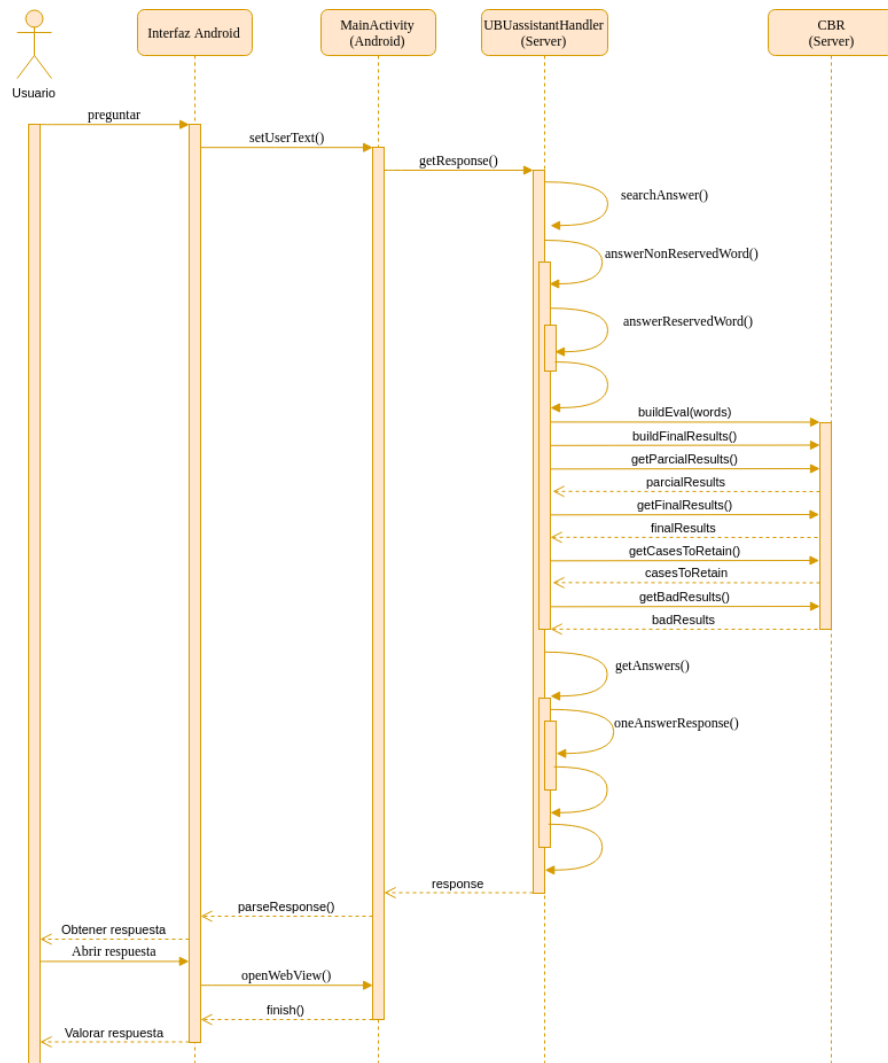 Interfaz Android
MainActivity
(Android)
UBUassistantHandler
(Server)
CBR
(Server)
Usuario
preguntar
setUserText()
getResponse()
searchAnswer()
answerNonReservedWord()
answerReservedWord()
buildEval(words)
buildFinalResults()
getParcialResults()
parcialResults
getFinalResults()
finalResults
getCasesToRetain()
casesToRetain
getBadResults()
badResults
getAnswers()
oneAnswerResponse()
response
parseResponse()
Obtener respuesta
Abrir respuesta
openWebView()
finish()
Valorar respuesta